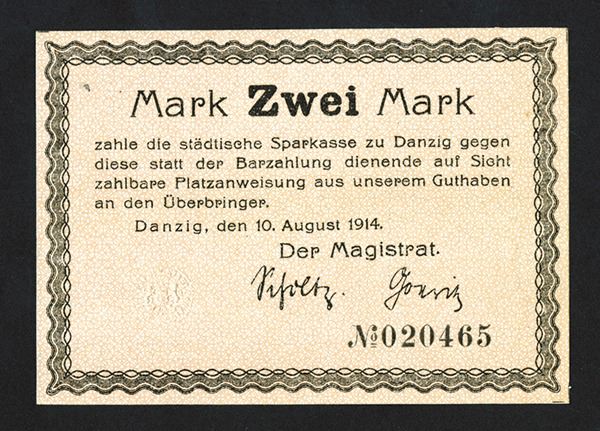 Mark Zwei Mark
zahle die städtische Sparkasse zu Danzig gegen
diese statt der Barzahlung dienende auf Sicht
zahlbare Platzanweisung aus unserem Guthaben
an den Überbringer.
Danzig, den 10. August 1914.
Der Magistrat.
Scholtz.
№020465